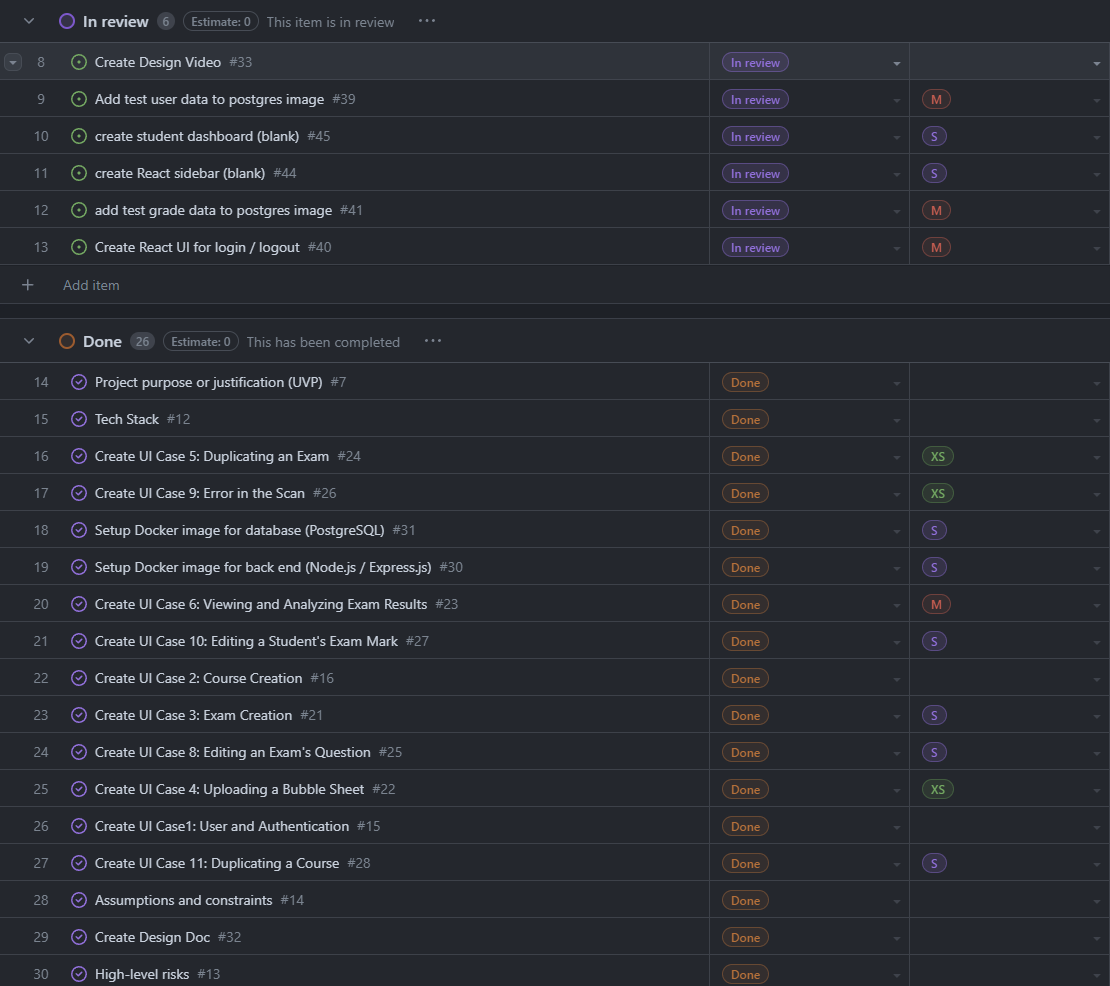 In review 6 Estimate: 0 This item is in review ...
8 Create Design Video #33 In review
9 Add test user data to postgres image #39 In review M
10 create student dashboard (blank) #45 In review S
11 create React sidebar (blank) #44 In review S
12 add test grade data to postgres image #41 In review M
13 Create React UI for login / logout #40 In review M
+ Add item
Done 26 Estimate: 0 This has been completed ...
14 Project purpose or justification (UVP) #7 Done
15 Tech Stack #12 Done
16 Create UI Case 5: Duplicating an Exam #24 Done XS
17 Create UI Case 9: Error in the Scan #26 Done XS
18 Setup Docker image for database (PostgreSQL) #31 Done S
19 Setup Docker image for back end (Node.js / Express.js) #30 Done S
20 Create UI Case 6: Viewing and Analyzing Exam Results #23 Done M
21 Create UI Case 10: Editing a Student's Exam Mark #27 Done S
22 Create UI Case 2: Course Creation #16 Done
23 Create UI Case 3: Exam Creation #21 Done S
24 Create UI Case 8: Editing an Exam's Question #25 Done S
25 Create UI Case 4: Uploading a Bubble Sheet #22 Done XS
26 Create UI Case1: User and Authentication #15 Done
27 Create UI Case 11: Duplicating a Course #28 Done S
28 Assumptions and constraints #14 Done
29 Create Design Doc #32 Done
30 High-level risks #13 Done